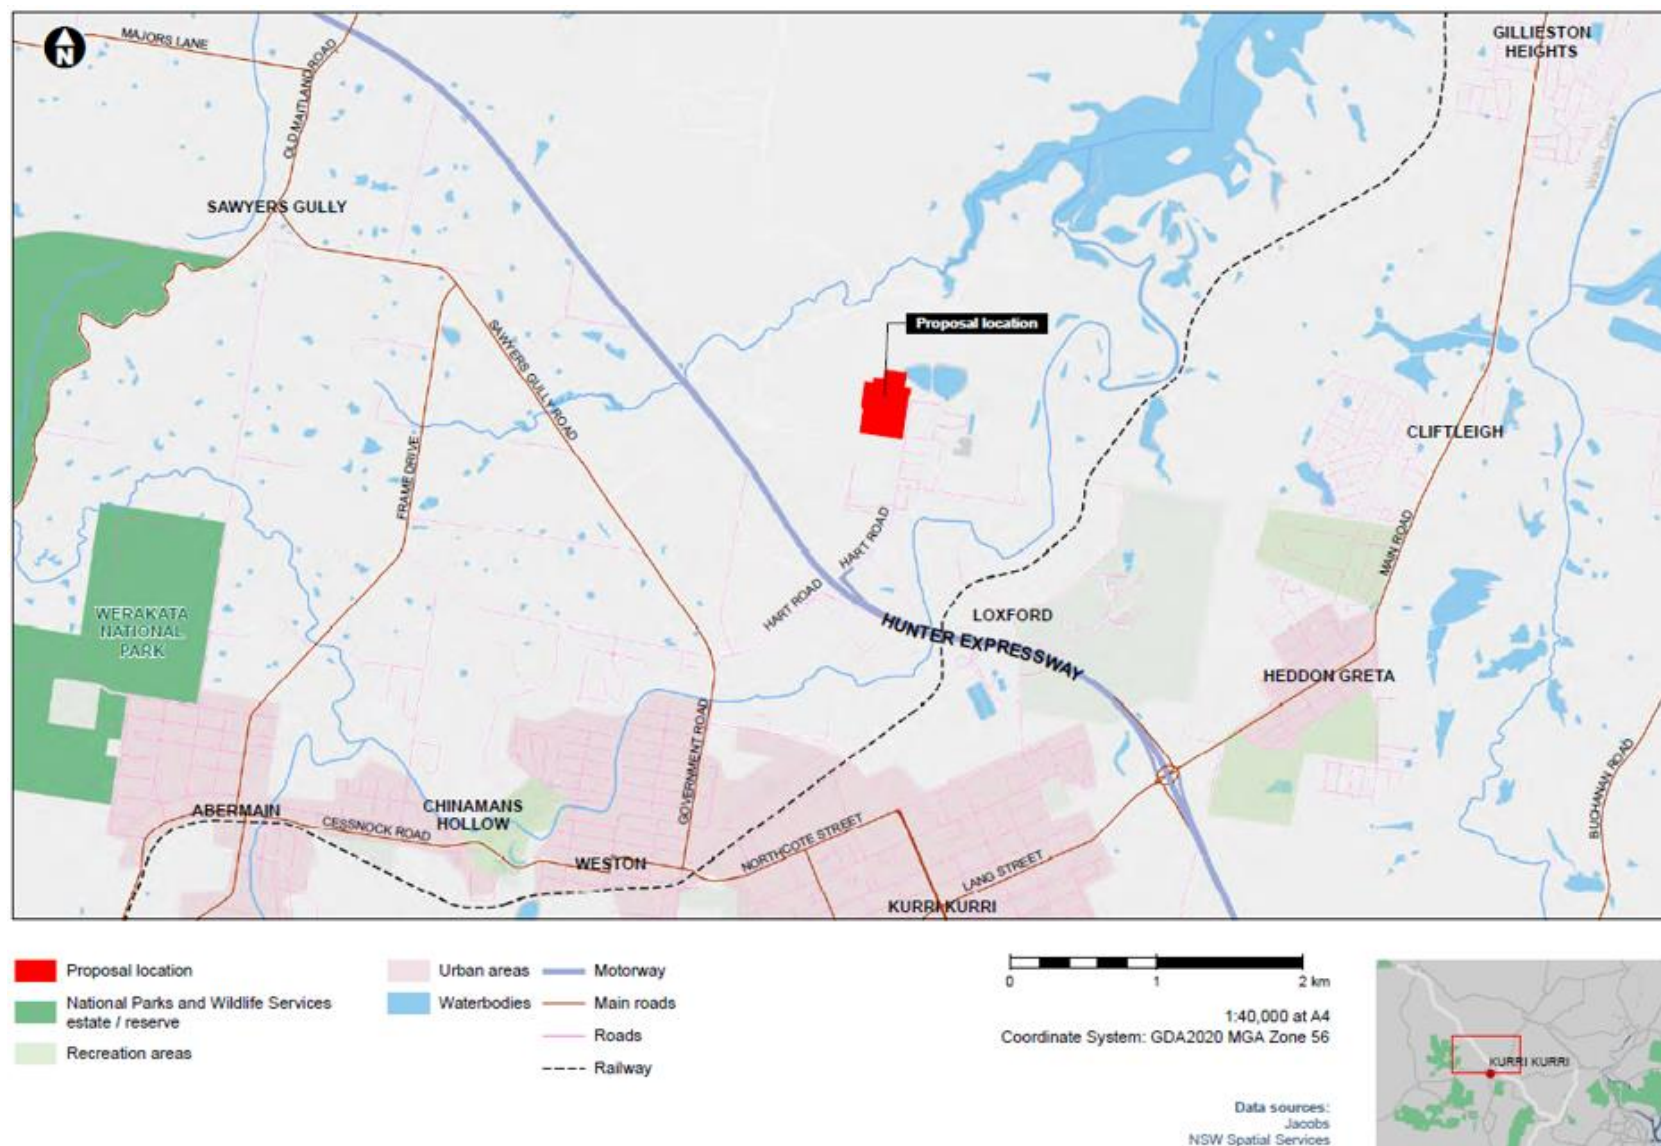 N
MAJORS LANE
OLD MAITLAND ROAD
GILLIESTON
HEIGHTS
Wallis Creek
SAWYERS GULLY
Proposal location
SAWYERS GULLY ROAD
FRAME DRIVE
CLIFTLEIGH
MAIN ROAD
HART ROAD
HART ROAD
WERAKATA
NATIONAL
PARK
LOXFORD
HUNTER EXPRESSWAY
HEDDON GRETA
GOVERNMENT ROAD
BUCHANAN ROAD
ABERMAIN
CHINAMANS
HOLLOW
CESSNOCK ROAD
WESTON
NORTHCOTE STREET
LANG STREET
KURRI KURRI
Proposal location
National Parks and Wildlife Services
estate / reserve
Recreation areas
Urban areas
Waterbodies
Motorway
Main roads
Roads
Railway
0 1 2 km
1:40,000 at A4
Coordinate System: GDA2020 MGA Zone 56
Data sources:
Jacobs
NSW Spatial Services
KURRI KURRI